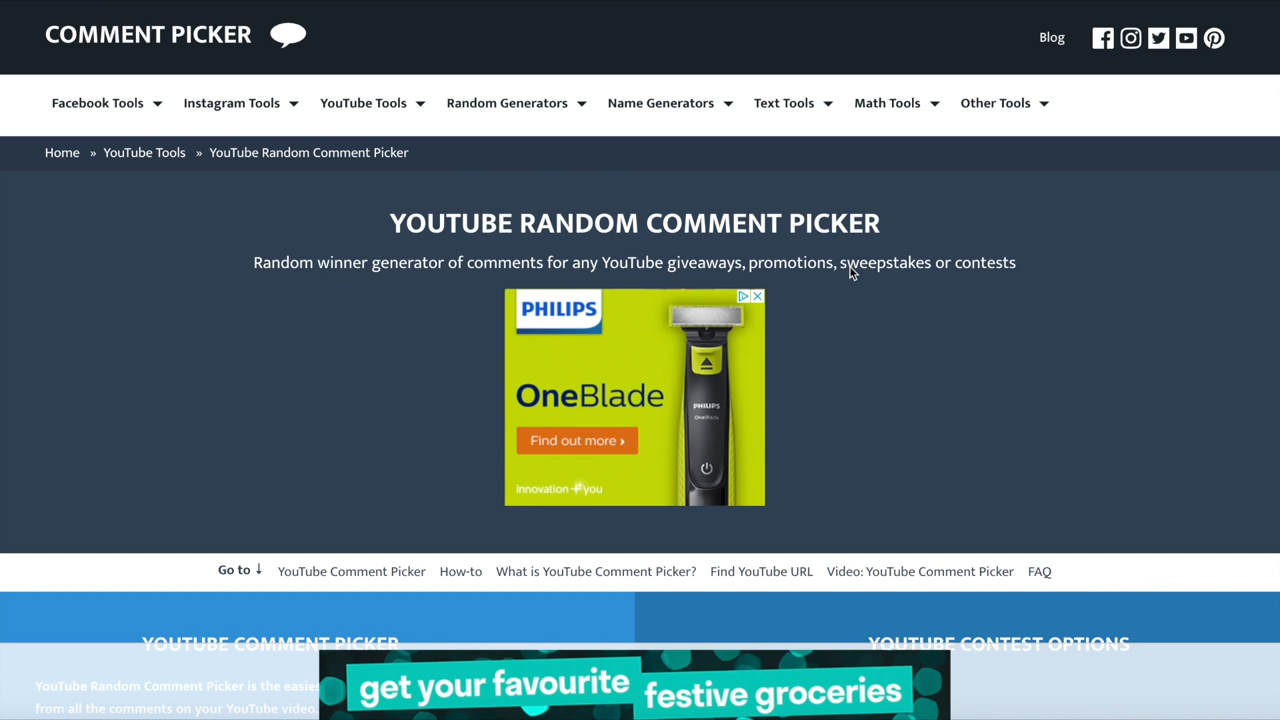 COMMENT PICKER
Blog
Facebook Tools
Instagram Tools
YouTube Tools
Random Generators
Name Generators
Text Tools
Math Tools
Other Tools
Home » YouTube Tools » YouTube Random Comment Picker
YOUTUBE RANDOM COMMENT PICKER
Random winner generator of comments for any YouTube giveaways, promotions, sweepstakes or contests
PHILIPS
OneBlade
Find out more ›
innovation+you
PHILIPS
OneBlade
Go to ↓ YouTube Comment Picker How-to What is YouTube Comment Picker? Find YouTube URL Video: YouTube Comment Picker FAQ
YOUTUBE COMMENT PICKER
YouTube Random Comment Picker is the easies
from all the comments on your YouTube video.
YOUTUBE CONTEST OPTIONS
get your favourite festive groceries